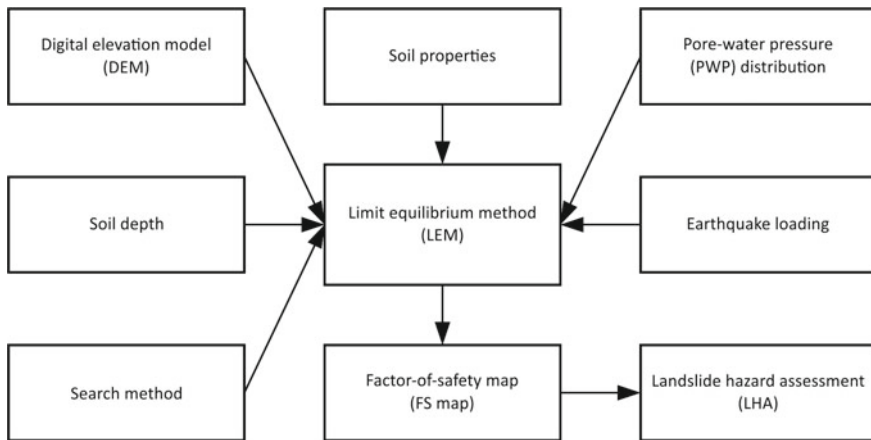 Digital elevation model
(DEM)
Soil properties
Pore-water pressure
(PWP) distribution
Soil depth
Limit equilibrium method
(LEM)
Earthquake loading
Search method
Factor-of-safety map
(FS map)
Landslide hazard assessment
(LHA)